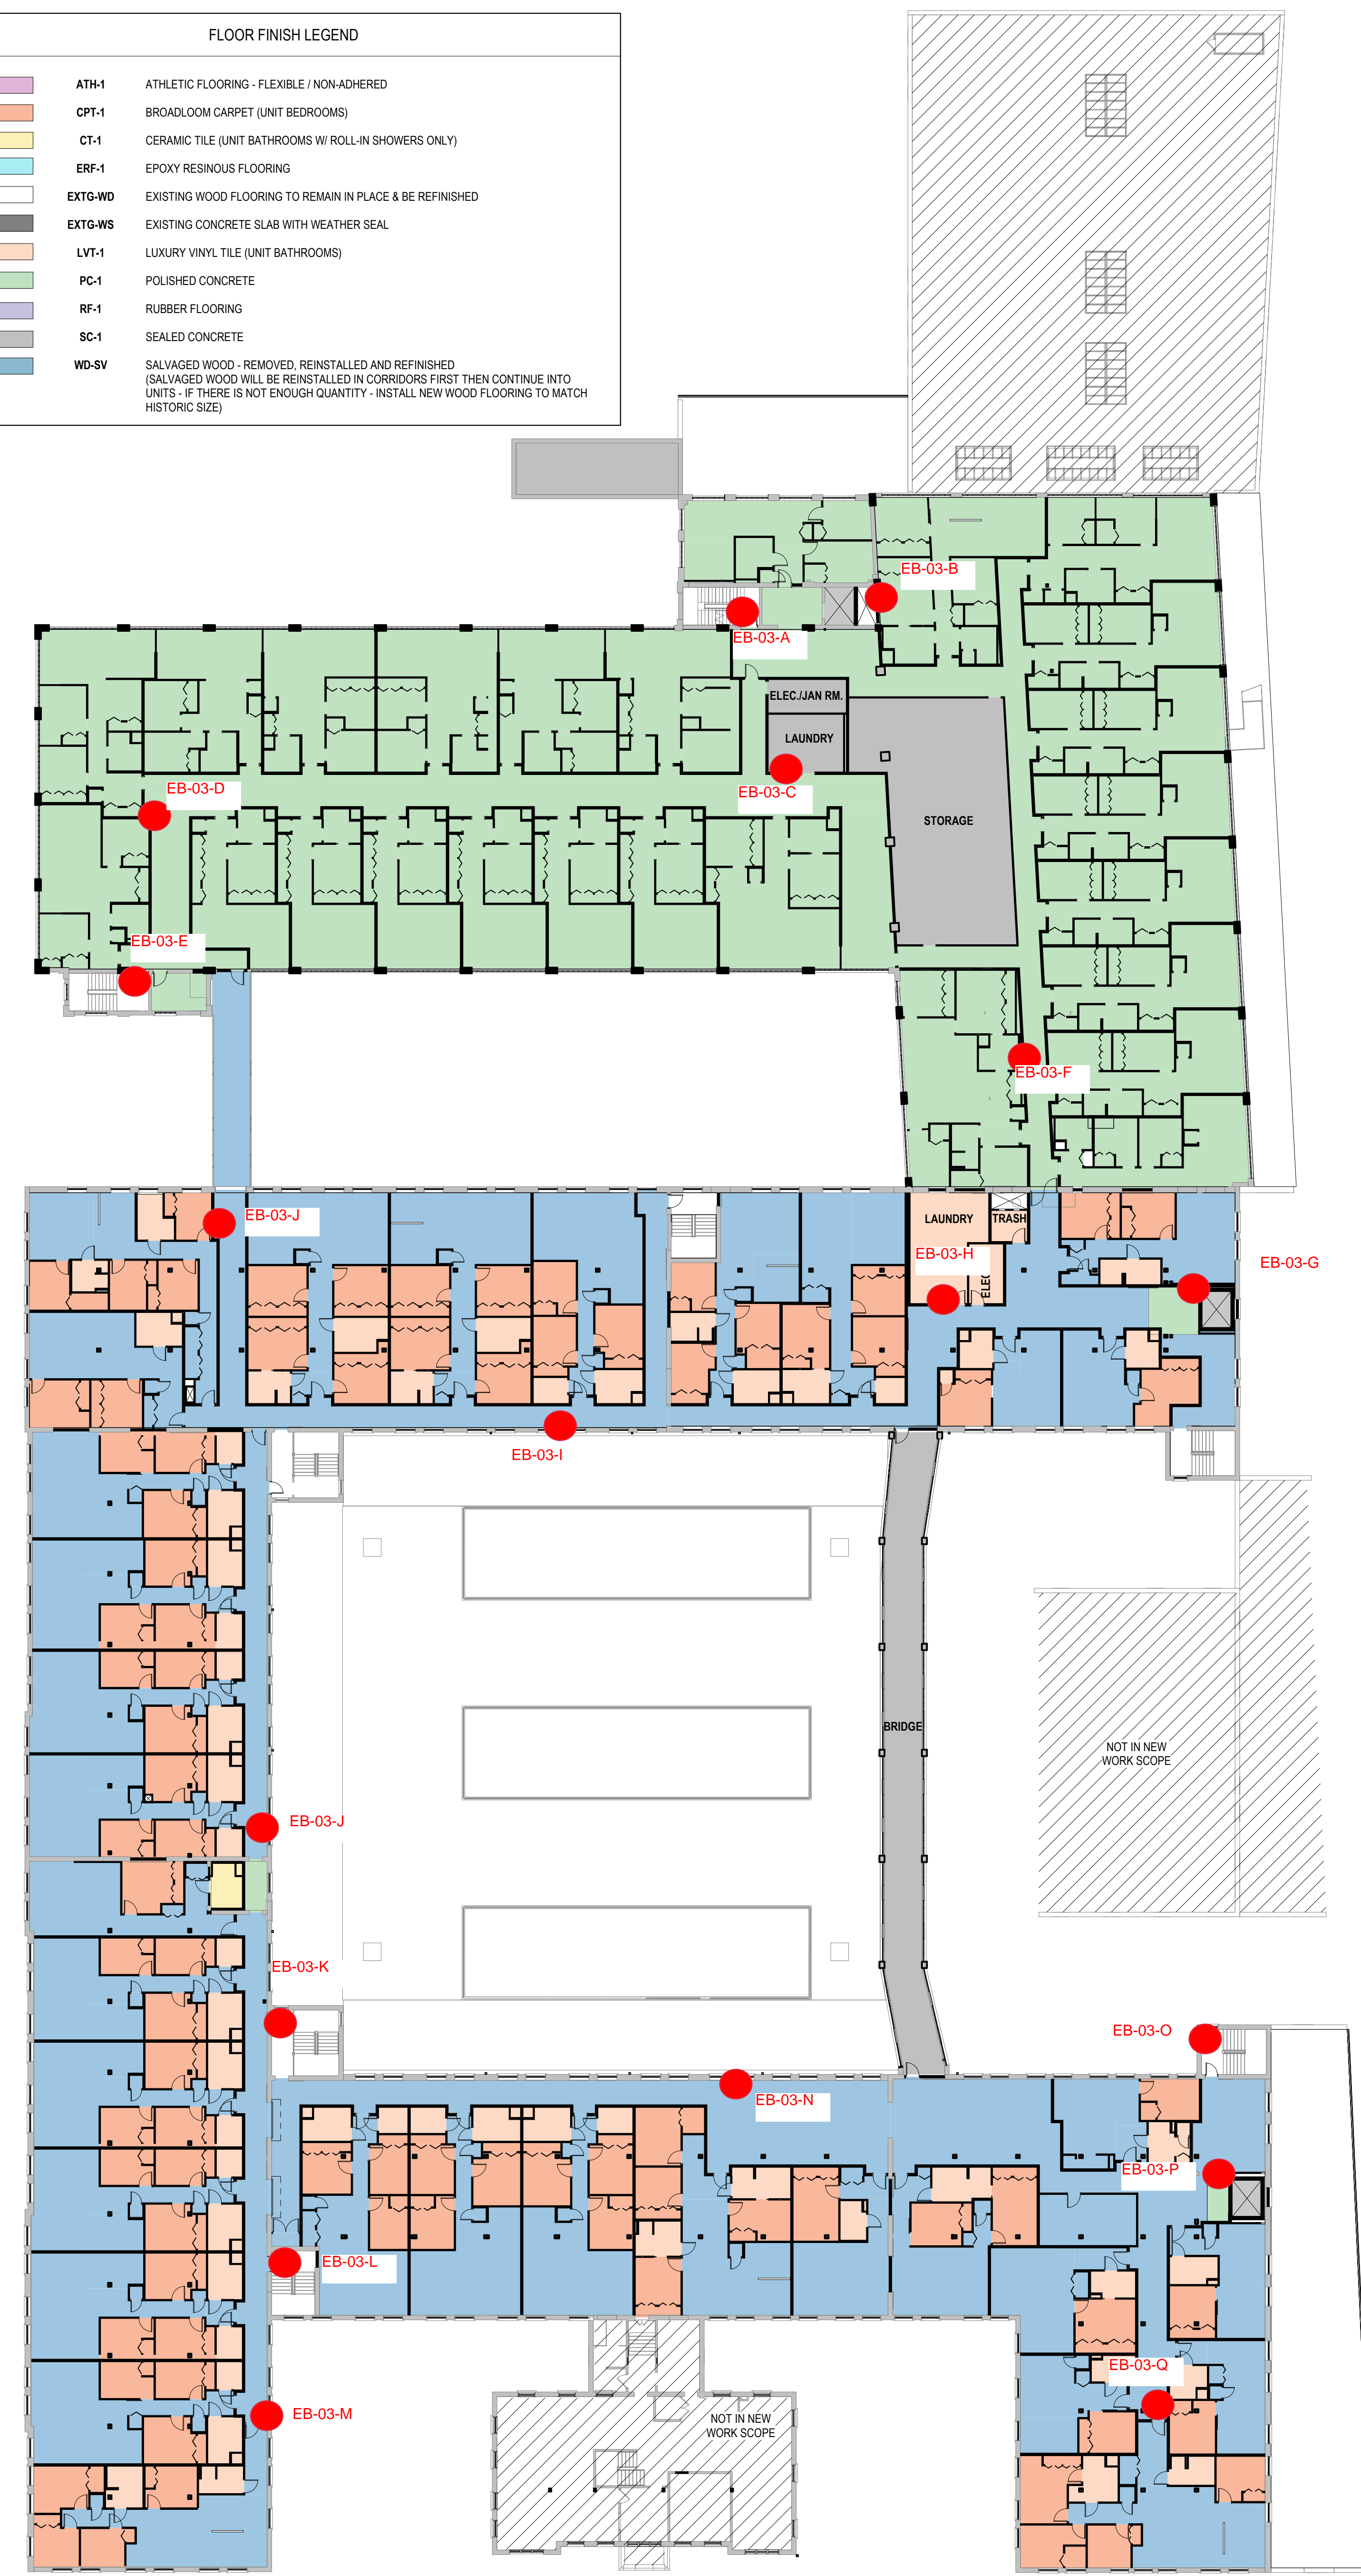 FLOOR FINISH LEGEND
ATH-1 ATHLETIC FLOORING - FLEXIBLE / NON-ADHERED
CPT-1 BROADLOOM CARPET (UNIT BEDROOMS)
CT-1 CERAMIC TILE (UNIT BATHROOMS W/ ROLL-IN SHOWERS ONLY)
ERF-1 EPOXY RESINOUS FLOORING
EXTG-WD EXISTING WOOD FLOORING TO REMAIN IN PLACE & BE REFINISHED
EXTG-WS EXISTING CONCRETE SLAB WITH WEATHER SEAL
LVT-1 LUXURY VINYL TILE (UNIT BATHROOMS)
PC-1 POLISHED CONCRETE
RF-1 RUBBER FLOORING
SC-1 SEALED CONCRETE
WD-SV SALVAGED WOOD - REMOVED, REINSTALLED AND REFINISHED
(SALVAGED WOOD WILL BE REINSTALLED IN CORRIDORS FIRST THEN CONTINUE INTO
UNITS - IF THERE IS NOT ENOUGH QUANTITY - INSTALL NEW WOOD FLOORING TO MATCH
HISTORIC SIZE)
EB-03-B
EB-03-A
ELEC./JAN RM.
LAUNDRY
EB-03-D
EB-03-C
STORAGE
EB-03-E
EB-03-F
EB-03-J
LAUNDRY
TRASH
EB-03-H
EB-03-G
ELEC
EB-03-I
BRIDGE
NOT IN NEW
WORK SCOPE
EB-03-J
EB-03-K
EB-03-O
EB-03-N
EB-03-P
EB-03-L
EB-03-Q
EB-03-M
NOT IN NEW
WORK SCOPE